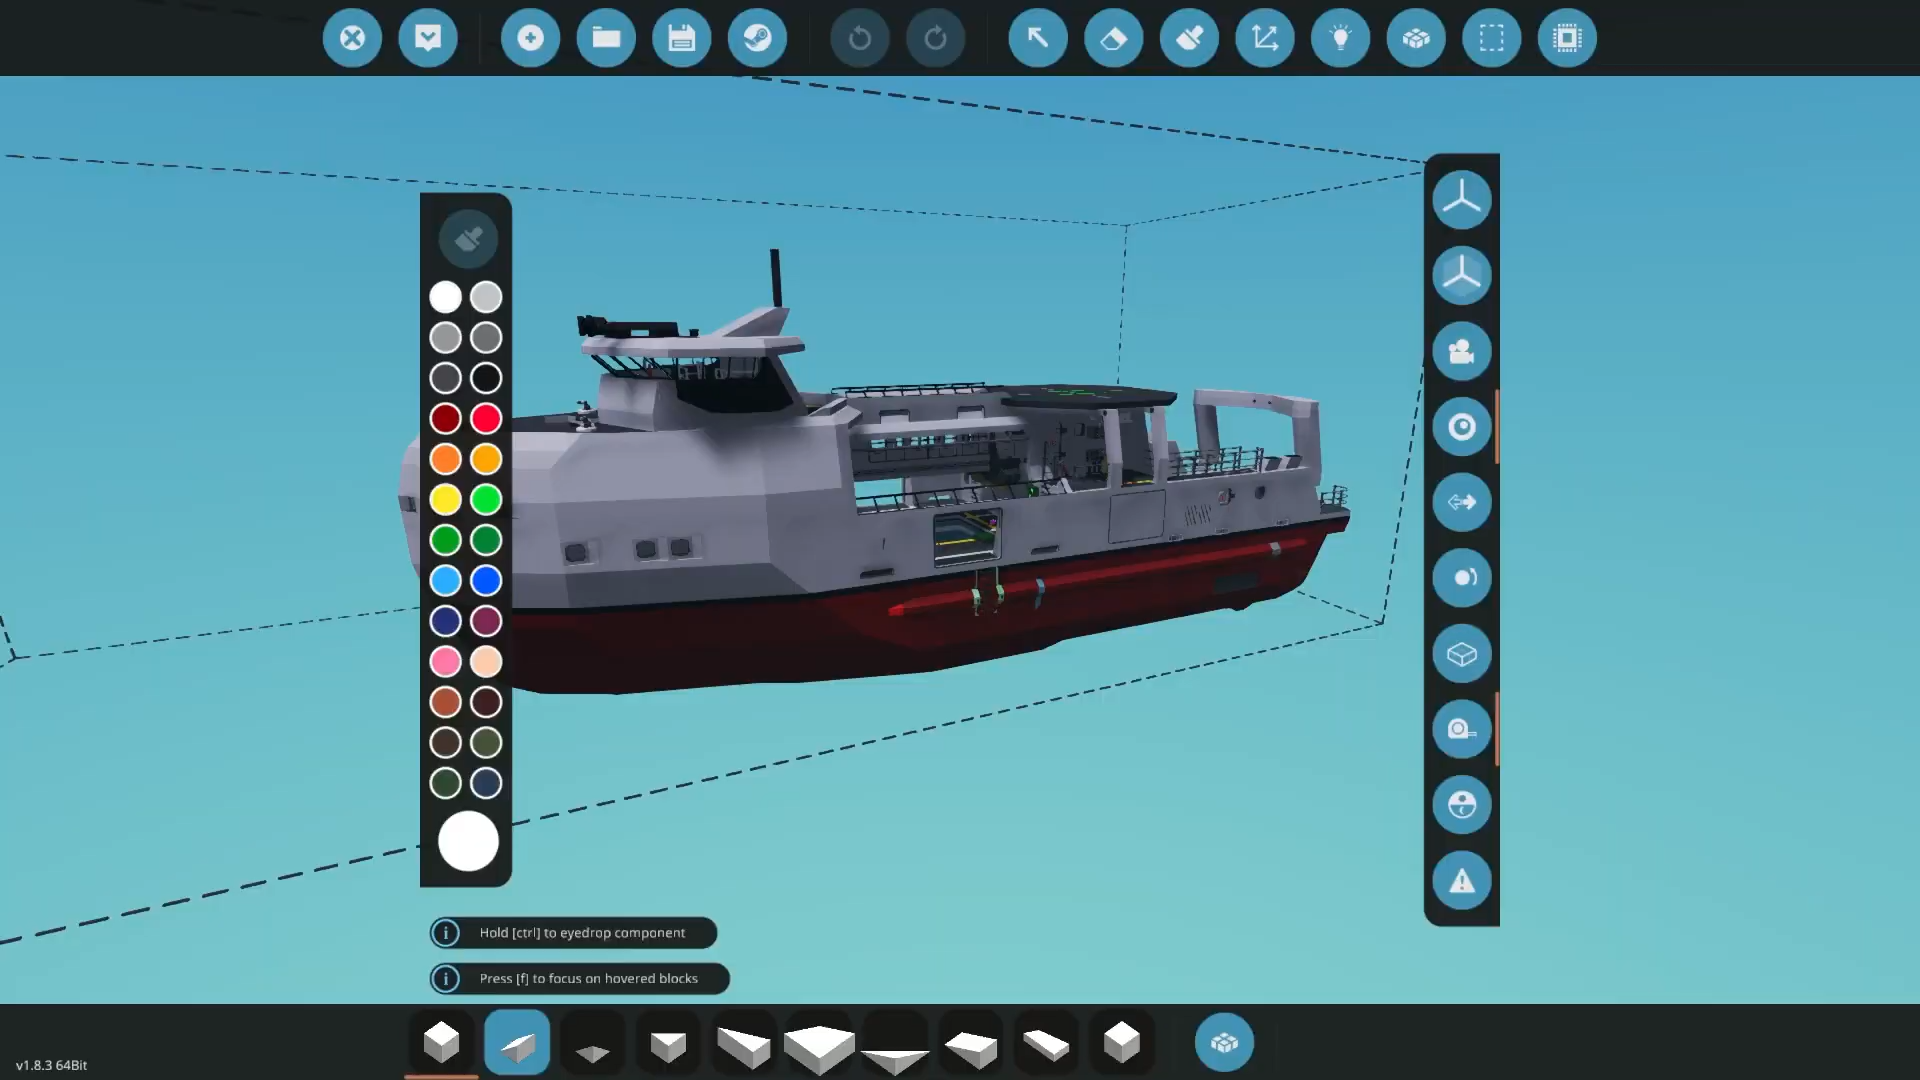 Hold [ctrl] to eyedrop component
Press [f] to focus on hovered blocks
v1.8.3 64Bit